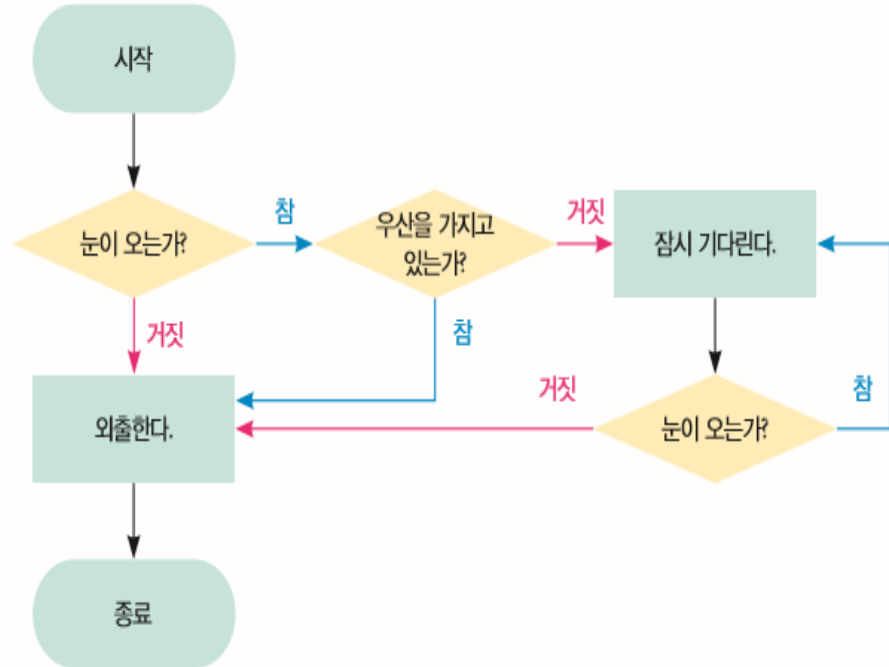 시작
눈이 오는가?
참
우산을 가지고
있는가?
거짓
잠시 기다린다.
거짓
참
외출한다.
거짓
눈이 오는가?
참
종료